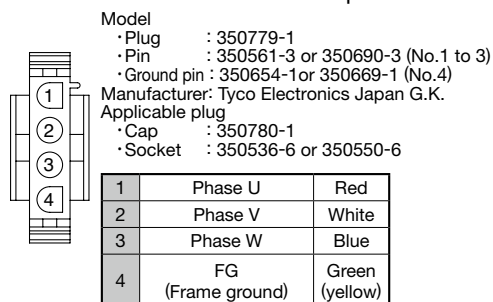 Model
・Plug : 350779-1
・Pin : 350561-3 or 350690-3 (No.1 to 3)
・Ground pin : 350654-1or 350669-1 (No.4)
Manufacturer: Tyco Electronics Japan G.K.
Applicable plug
・Cap : 350780-1
・Socket : 350536-6 or 350550-6
1
2
3
4
1 Phase U Red
2 Phase V White
3 Phase W Blue
4 FG (Frame ground) Green (yellow)